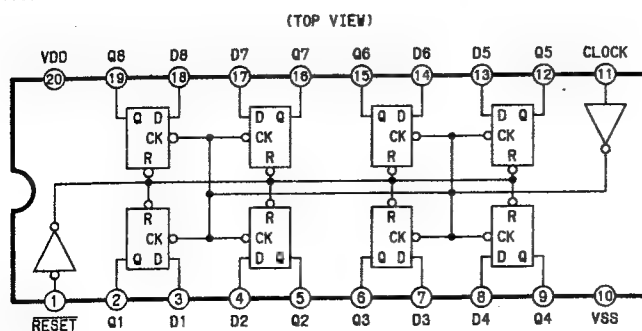 (TOP VIEW)
VDD Q8 D8 D7 Q7 Q6 D6 D5 Q5 CLOCK
20 19 18 17 16 15 14 13 12 11
Q D D Q Q D D Q
CK CK CK CK
R R R R
R R R R
CK CK CK CK
Q D D Q Q D D Q
1 2 3 4 5 6 7 8 9 10
RESET Q1 D1 D2 Q2 Q3 D3 D4 Q4 VSS